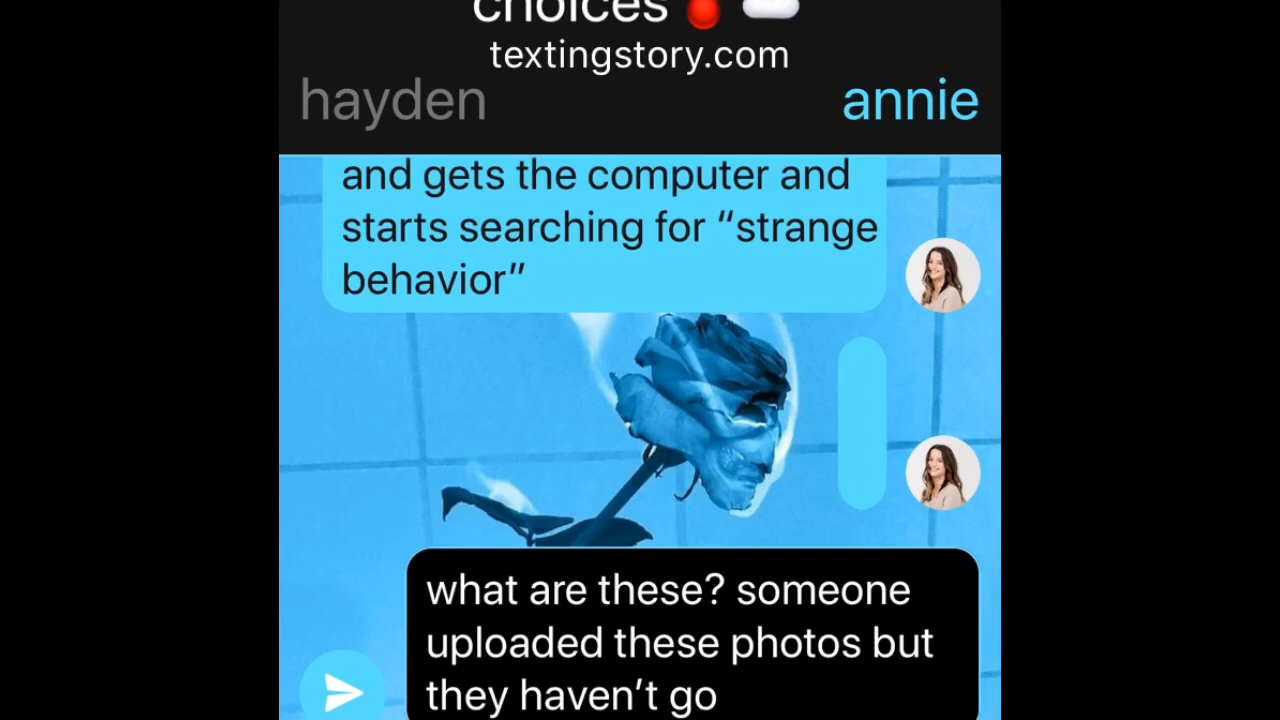 choices
textingstory.com
hayden
annie
and gets the computer and
starts searching for “strange
behavior”
what are these? someone
uploaded these photos but
they haven’t go